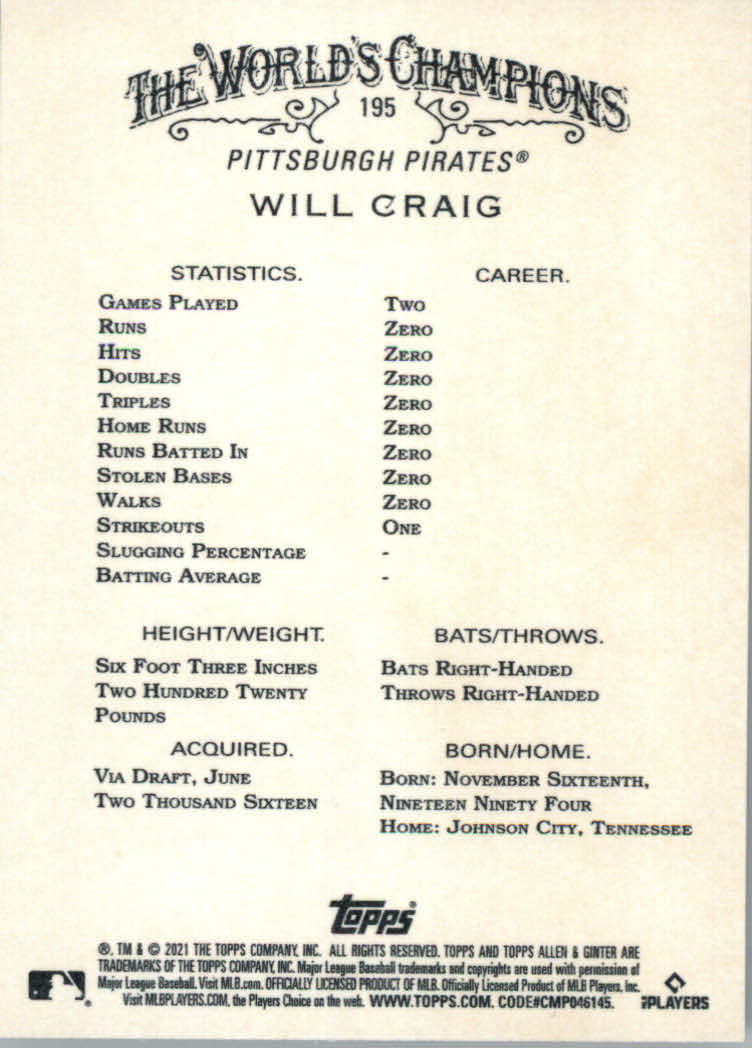 THE WORLD'S CHAMPIONS
195
PITTSBURGH PIRATES®
WILL CRAIG
STATISTICS. CAREER.
GAMES PLAYED TWO
RUNS ZERO
HITS ZERO
DOUBLES ZERO
TRIPLES ZERO
HOME RUNS ZERO
RUNS BATTED IN ZERO
STOLEN BASES ZERO
WALKS ZERO
STRIKEOUTS ONE
SLUGGING PERCENTAGE -
BATTING AVERAGE -
HEIGHT/WEIGHT.
SIX FOOT THREE INCHES
TWO HUNDRED TWENTY
POUNDS
BATS/THROWS.
BATS RIGHT-HANDED
THROWS RIGHT-HANDED
ACQUIRED.
VIA DRAFT, JUNE
TWO THOUSAND SIXTEEN
BORN/HOME.
BORN: NOVEMBER SIXTEENTH,
NINETEEN NINETY FOUR
HOME: JOHNSON CITY, TENNESSEE
TOPPS®
®, TM & © 2021 THE TOPPS COMPANY, INC. ALL RIGHTS RESERVED. TOPPS AND TOPPS ALLEN & GINTER ARE
TRADEMARKS OF THE TOPPS COMPANY, INC. Major League Baseball trademarks and copyrights are used with permission of
Major League Baseball. Visit MLB.com. OFFICIALLY LICENSED PRODUCT OF MLB. Officially Licensed Product of MLB Players, Inc.
Visit MLBPLAYERS.COM, the Players Choice on the web. WWW.TOPPS.COM. CODE#CMP046145.
PLAYERS